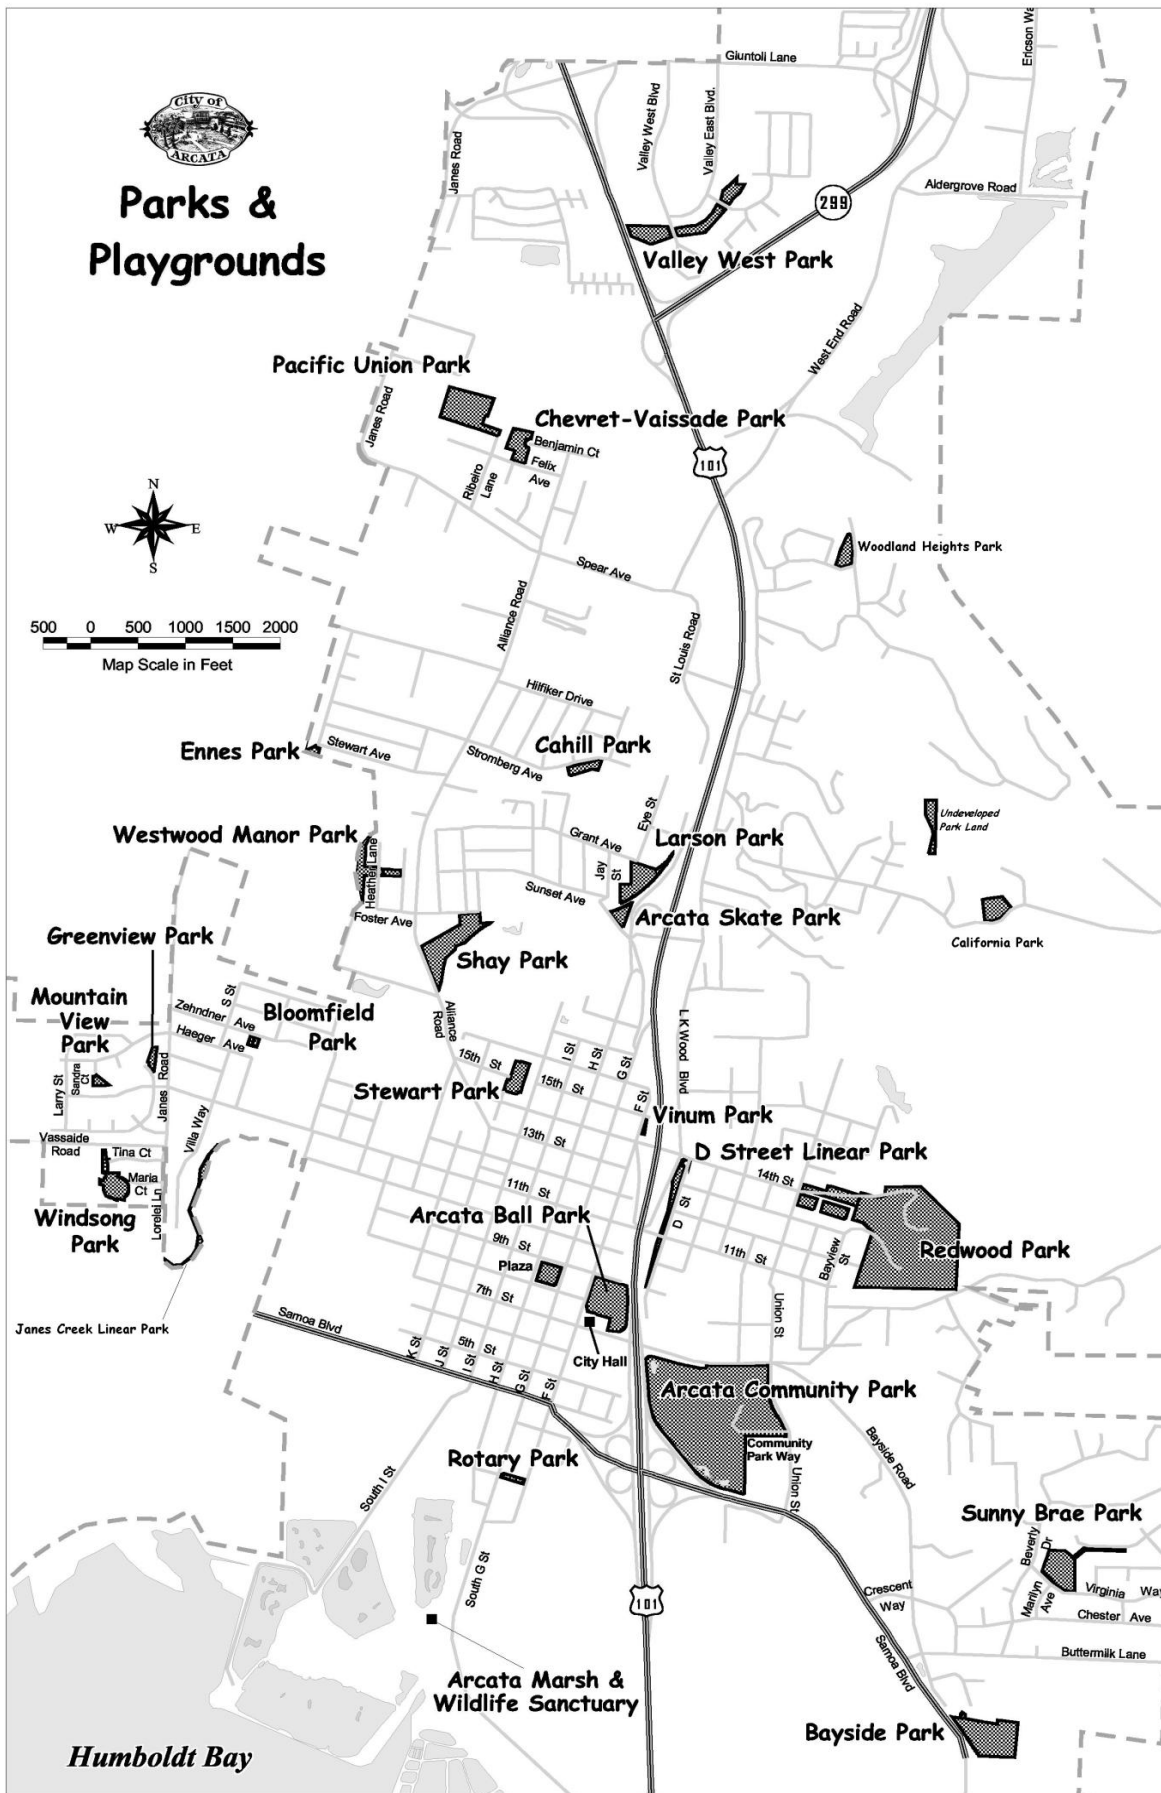 City of
ARCATA
Parks &
Playgrounds
Giuntoli Lane
Ericson Wa
Valley West Blvd
Valley East Blvd.
Janes Road
Aldergrove Road
299
Valley West Park
West End Road
Pacific Union Park
Janes Road
Chevret-Vaissade Park
Benjamin Ct
Felix
Ave
Ribeiro
Lane
101
N
W E
S
Woodland Heights Park
Spear Ave
Alliance Road
St Louis Road
500 0 500 1000 1500 2000
Map Scale in Feet
Hilfiker Drive
Ennes Park
Stewart Ave
Stromberg Ave
Cahill Park
Eye St
Undeveloped
Park Land
Westwood Manor Park
Heather Lane
Grant Ave
Larson Park
Jay
St
Sunset Ave
Foster Ave
Arcata Skate Park
California Park
Greenview Park
Shay Park
Mountain
View
Park
S St
Zehndner Ave
Haeger Ave
Bloomfield
Park
Alliance
Road
L K Wood Blvd
I St
H St
G St
F St
15th St
15th St
Stewart Park
Larry St
Sandra
Ct
Janes Road
Villa Way
Vinum Park
13th St
Vassaide
Road
Tina Ct
Maria
Ct
D Street Linear Park
14th St
11th St
Lorelei Ln
Windsong
Park
Arcata Ball Park
D St
11th St
Bayview
St
Redwood Park
9th St
Plaza
7th St
Union St
Janes Creek Linear Park
Samoa Blvd
City Hall
5th St
K St
J St
I St
H St
G St
F St
Arcata Community Park
Community
Park Way
Bayside Road
Rotary Park
South I St
Union St
Sunny Brae Park
Beverly
Dr
South G St
101
Crescent
Way
Marilyn
Ave
Virginia Way
Chester Ave
Samoa Blvd
Buttermilk Lane
Arcata Marsh &
Wildlife Sanctuary
Bayside Park
Humboldt Bay